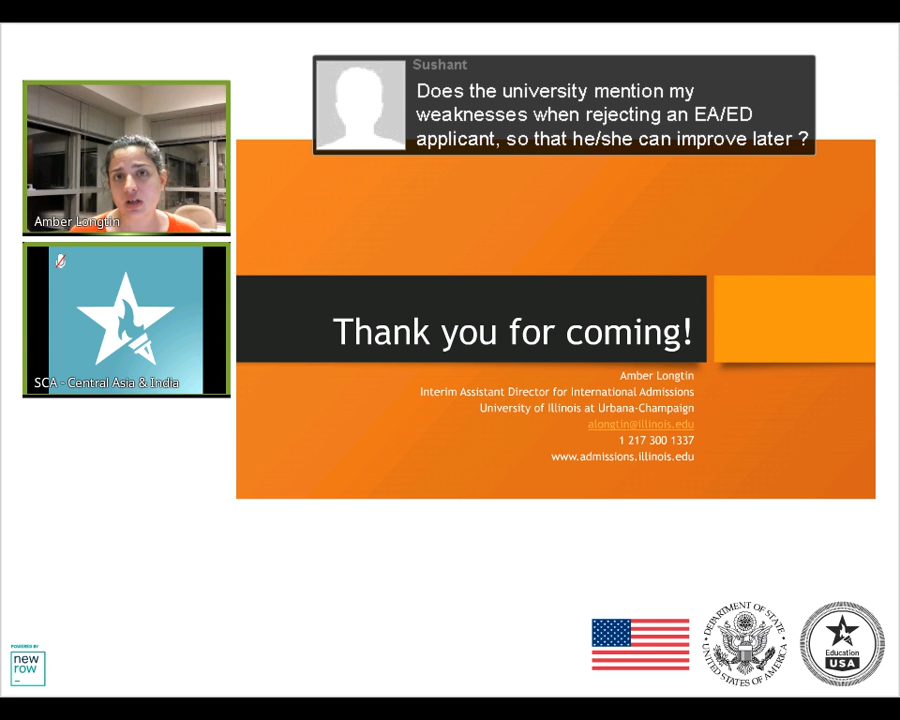 Sushant
Does the university mention my
weaknesses when rejecting an EA/ED
applicant, so that he/she can improve later ?
Amber Longtin
SCA - Central Asia & India
Thank you for coming!
Amber Longtin
Interim Assistant Director for International Admissions
University of Illinois at Urbana-Champaign
alongtin@illinois.edu
1 217 300 1337
www.admissions.illinois.edu
POWERED BY
new
row_
DEPARTMENT OF STATE
UNITED STATES OF AMERICA
Education
USA